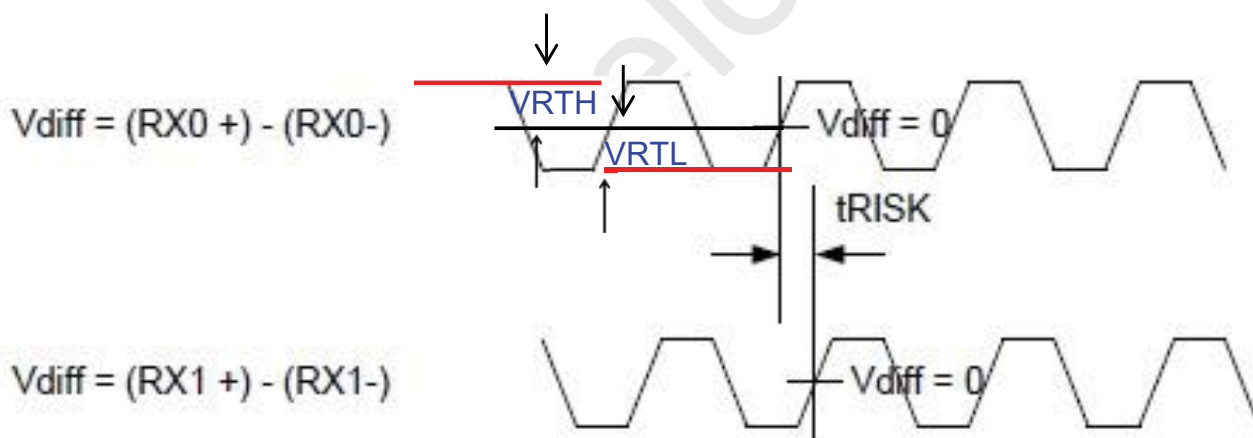 VRTH
Vdiff = (RX0 +) - (RX0-)
Vdiff = 0
VRTL
tRISK
Vdiff = (RX1 +) - (RX1-)
Vdiff = 0